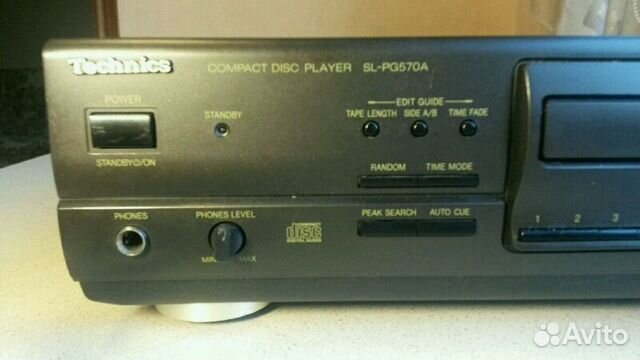 Technics COMPACT DISC PLAYER SL-PG570A
POWER
STANDBY⏻/ON
STANDBY
EDIT GUIDE
TAPE LENGTH SIDE A/B TIME FADE
RANDOM TIME MODE
PHONES
PHONES LEVEL
MIN MAX
COMPACT
disc
DIGITAL AUDIO
PEAK SEARCH AUTO CUE
1 2 3
Avito